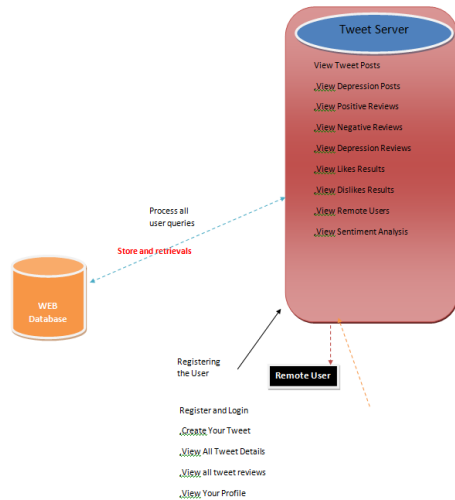 Tweet Server
View Tweet Posts
,View Depression Posts
,View Positive Reviews
,View Negative Reviews
,View Depression Reviews
,View Likes Results
,View Dislikes Results
,View Remote Users
,View Sentiment Analysis
Process all
user queries
Store and retrievals
WEB
Database
Registering
the User
Remote User
Register and Login
,Create Your Tweet
,View All Tweet Details
,View all tweet reviews
,View Your Profile